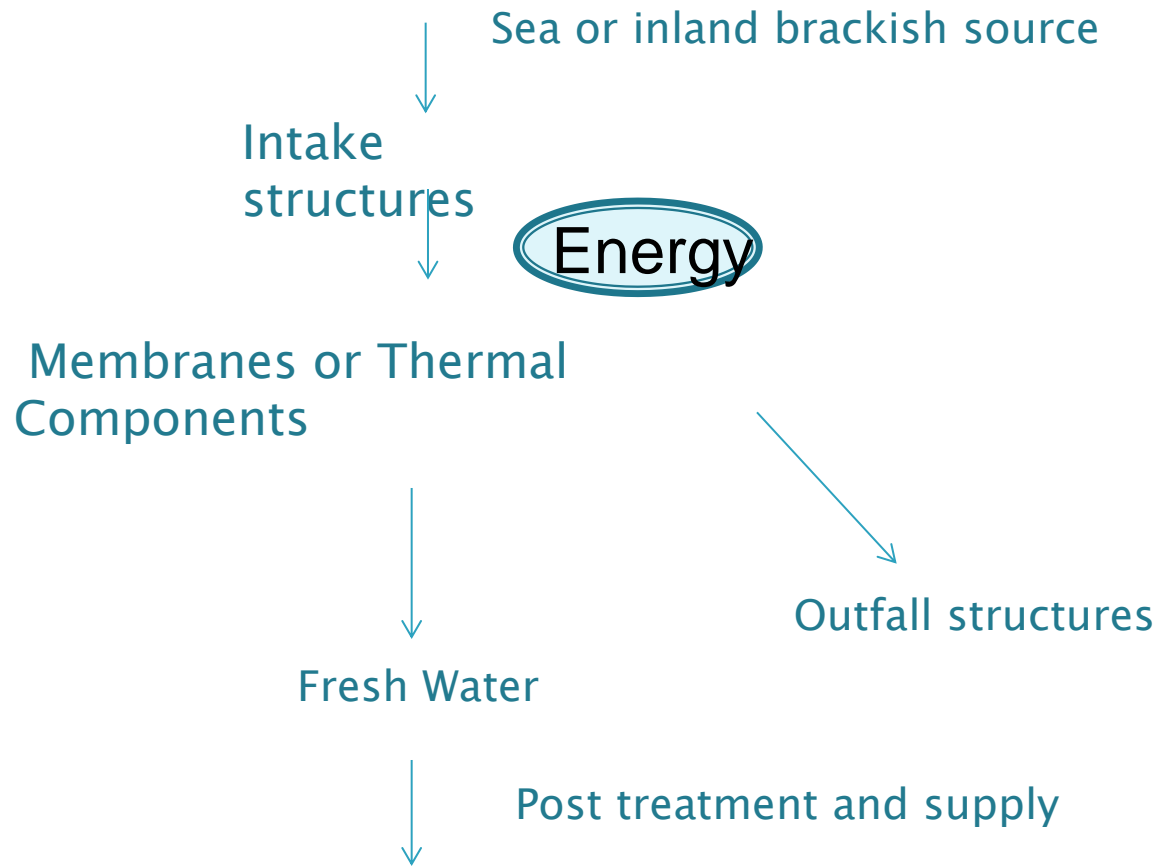 Sea or inland brackish source
Intake
structures
Energy
Membranes or Thermal
Components
Outfall structures
Fresh Water
Post treatment and supply